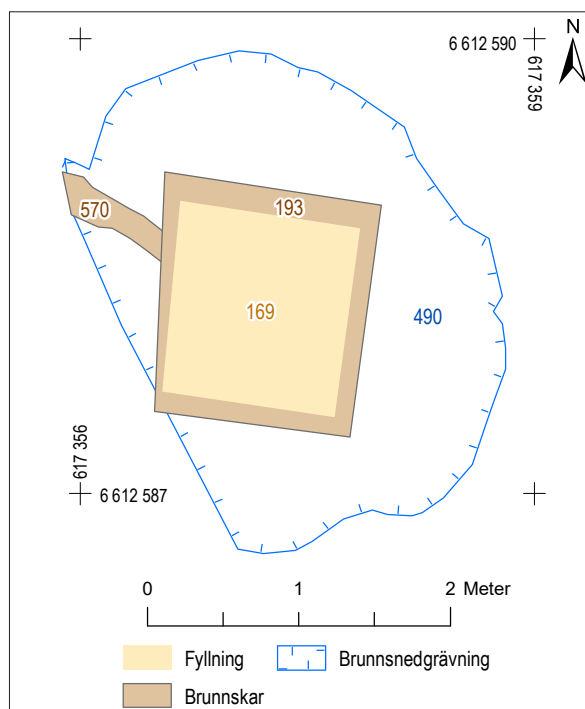 N
6 612 590
617 359
570
193
169
490
617 356
6 612 587
0 1 2 Meter
Fyllning Brunnsnedgrävning
Brunnskar